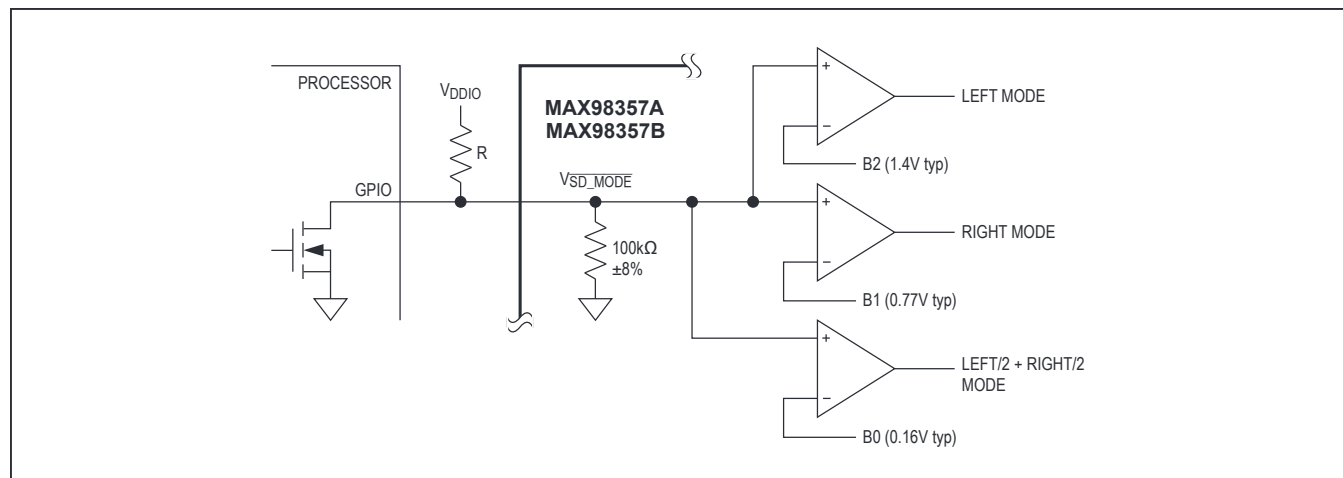 PROCESSOR
VDDIO
R
GPIO
MAX98357A
MAX98357B
VSD_MODE
100kΩ
±8%
+
−
LEFT MODE
B2 (1.4V typ)
+
−
RIGHT MODE
B1 (0.77V typ)
+
−
LEFT/2 + RIGHT/2
MODE
B0 (0.16V typ)